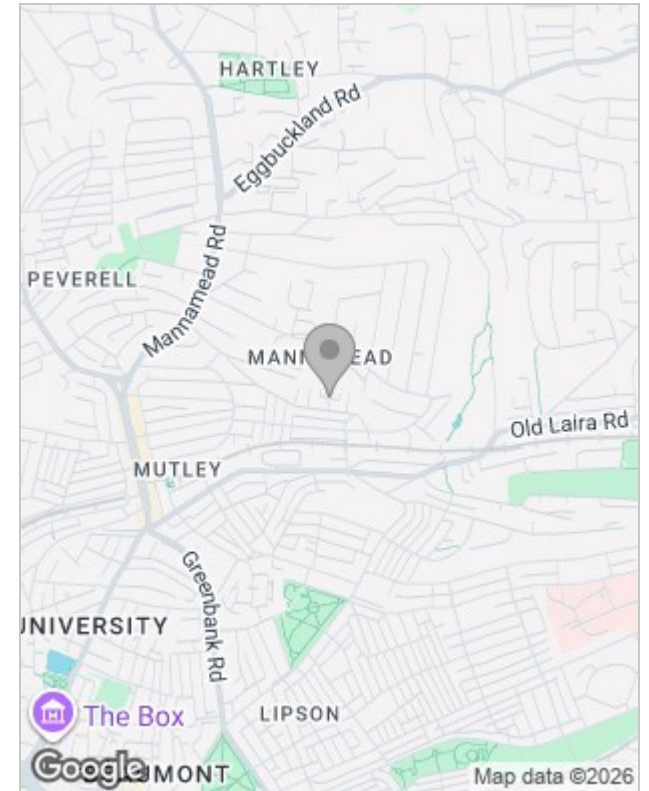 HARTLEY
Eggbuckland Rd
Mannamead Rd
PEVERELL
Old Laira Rd
MUTLEY
Greenbank Rd
The Box
LIPSON
Google
Map data ©2026